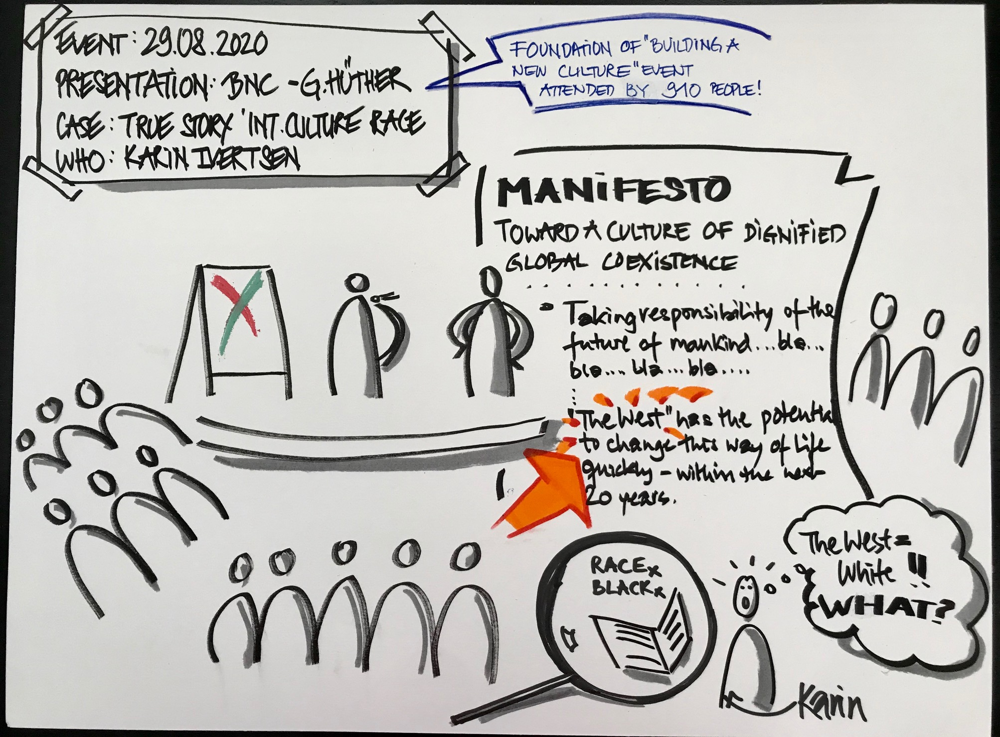 EVENT: 29.08.2020
PRESENTATION: BNC - G.HÜTHER
CASE: TRUE STORY 'INT. CULTURE RACE
WHO: KARIN IVERTSEN
FOUNDATION OF "BUILDING A
NEW CULTURE" EVENT
ATTENDED BY 910 PEOPLE!
MANIFESTO
TOWARD A CULTURE OF DIGNIFIED
GLOBAL COEXISTENCE
Taking responsibility of the
future of mankind...bla...
bla.... bla...bla....
"The West" has the potential
to change this way of life
quickly - within the next
20 years.
RACEx
BLACKx
The West =
White !!
WHAT?
Karin